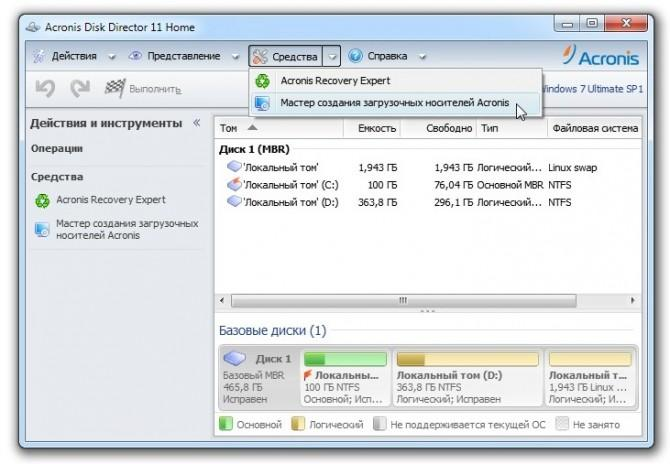 Acronis Disk Director 11 Home
Действия Представление Средства Справка Acronis
Acronis Recovery Expert
Мастер создания загрузочных носителей Acronis
Выполнить
Windows 7 Ultimate SP1
Действия и инструменты «
Операции
Средства
Acronis Recovery Expert
Мастер создания загрузочных
носителей Acronis
Том Емкость Свободно Тип Файловая система
Диск 1 (MBR)
'Локальный том' 1,943 ГБ 1,943 ГБ Логический... Linux swap
'Локальный том' (C:) 100 ГБ 76,04 ГБ Основной MBR NTFS
'Локальный том' (D:) 363,8 ГБ 296,1 ГБ Логический... NTFS
Базовые диски (1)
Диск 1
Базовый MBR
465,8 ГБ
Исправен
Локальны...
100 ГБ NTFS
Основной; Исп...
Локальный том (D:)
363,8 ГБ NTFS
Логический; Исправен
Локальный т...
1,943 ГБ Linux ...
Логический; И...
Основной Логический Не поддерживается текущей ОС Не занято